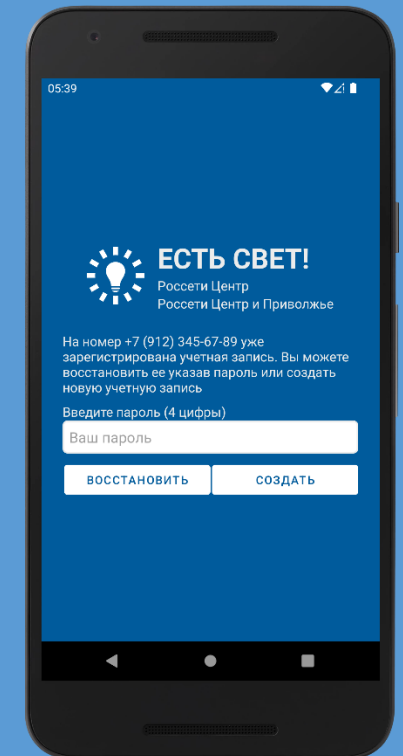 05:39
ЕСТЬ СВЕТ!
Россети Центр
Россети Центр и Приволжье
На номер +7 (912) 345-67-89 уже
зарегистрирована учетная запись. Вы можете
восстановить ее указав пароль или создать
новую учетную запись
Введите пароль (4 цифры)
Ваш пароль
ВОССТАНОВИТЬ СОЗДАТЬ